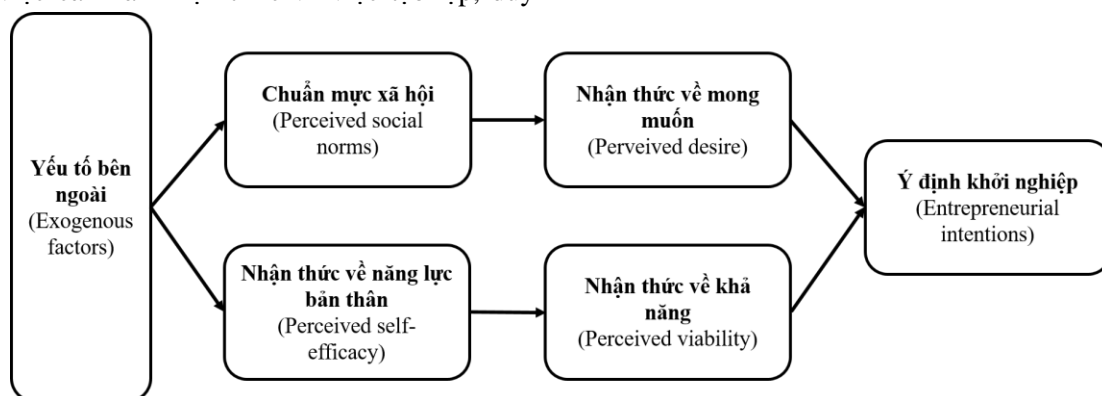 Yếu tố bên
ngoài
(Exogenous
factors)
Chuẩn mực xã hội
(Perceived social
norms)
Nhận thức về mong
muốn
(Perveived desire)
Nhận thức về năng lực
bản thân
(Perceived self-
efficacy)
Nhận thức về khả
năng
(Perceived viability)
Ý định khởi nghiệp
(Entrepreneurial
intentions)